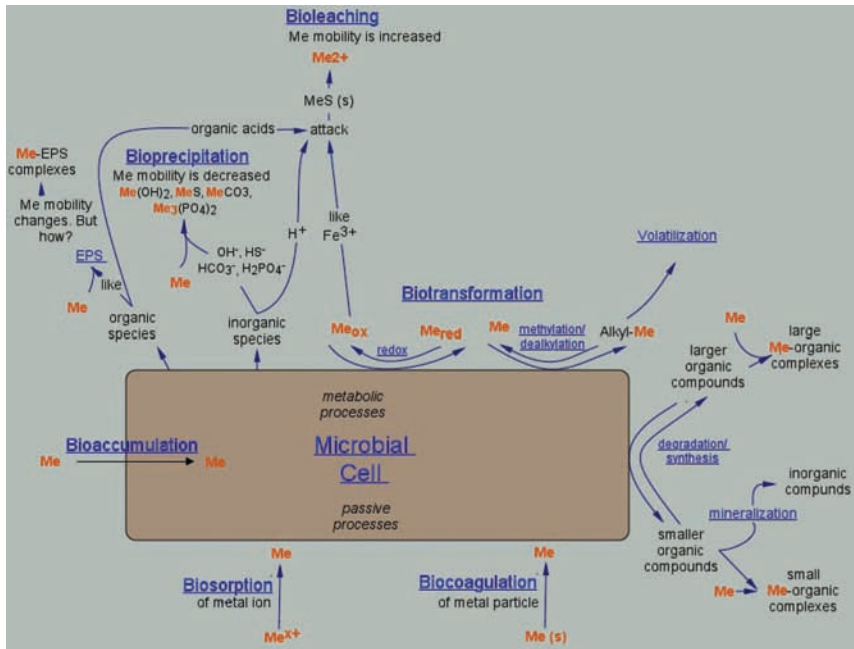 Bioleaching
Me mobility is increased
Me2+
MeS (s)
organic acids
attack
Me-EPS
complexes
Bioprecipitation
Me mobility is decreased
Me(OH)2, MeS, MeCO3,
Me3(PO4)2
Me mobility
changes. But
how?
H+
like
Fe3+
OH-, HS-
HCO3-, H2PO4-
EPS
like
Me
Me
organic
species
inorganic
species
Volatilization
Biotransformation
Meox
redox
Mered
Me
methylation/
dealkylation
Alkyl-Me
Me
large
Me-organic
complexes
larger
organic
compounds
metabolic
processes
Bioaccumulation
Me
Me
Microbial
Cell
degradation/
synthesis
passive
processes
inorganic
compunds
mineralization
smaller
organic
compounds
Me
small
Me-organic
complexes
Me
Biosorption
of metal ion
Mex+
Me
Biocoagulation
of metal particle
Me (s)